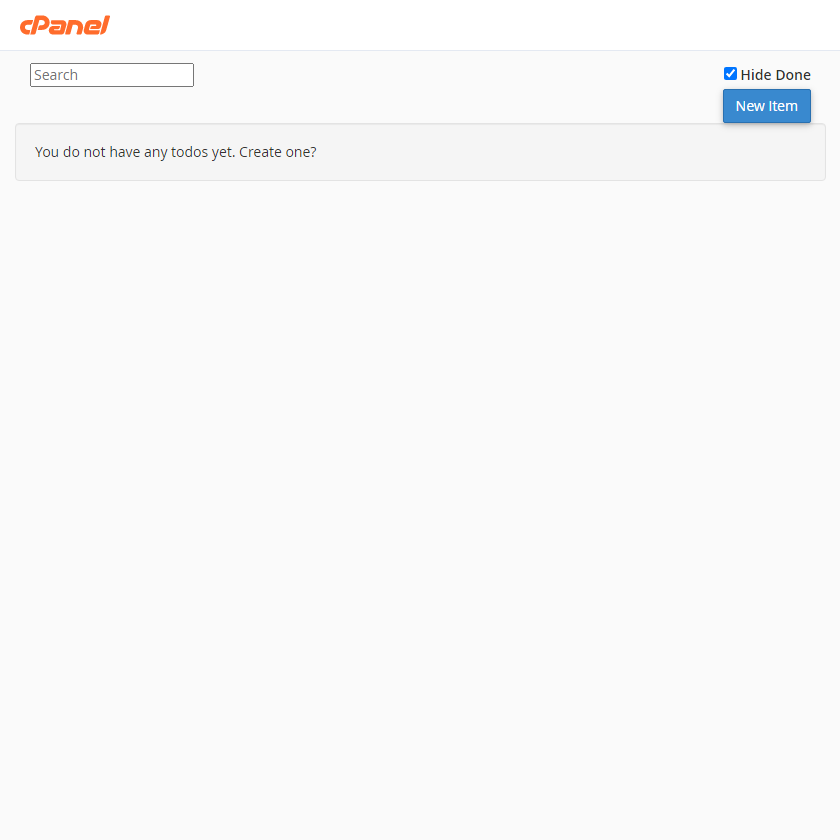 cPanel
Search
Hide Done
New Item
You do not have any todos yet. Create one?